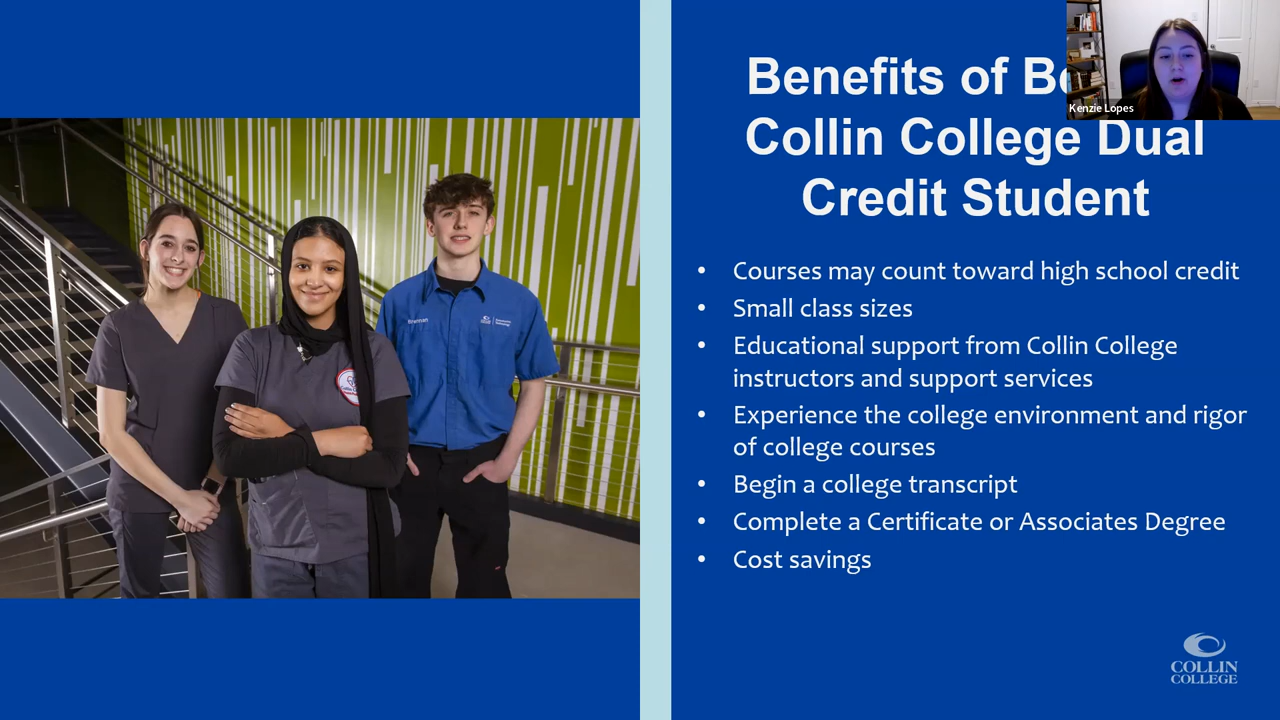 Benefits of
Kenzie Lopes
Collin College Dual
Credit Student
• Courses may count toward high school credit
• Small class sizes
• Educational support from Collin College
instructors and support services
• Experience the college environment and rigor
of college courses
• Begin a college transcript
• Complete a Certificate or Associates Degree
• Cost savings
COLLIN
COLLEGE